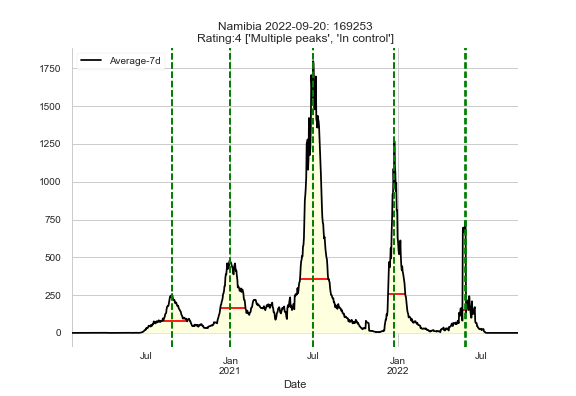 Namibia 2022-09-20: 169253
Rating:4 ['Multiple peaks', 'In control']
Average-7d
1750
1500
1250
1000
750
500
250
0
Jul
Jan
2021
Jul
Jan
2022
Jul
Date